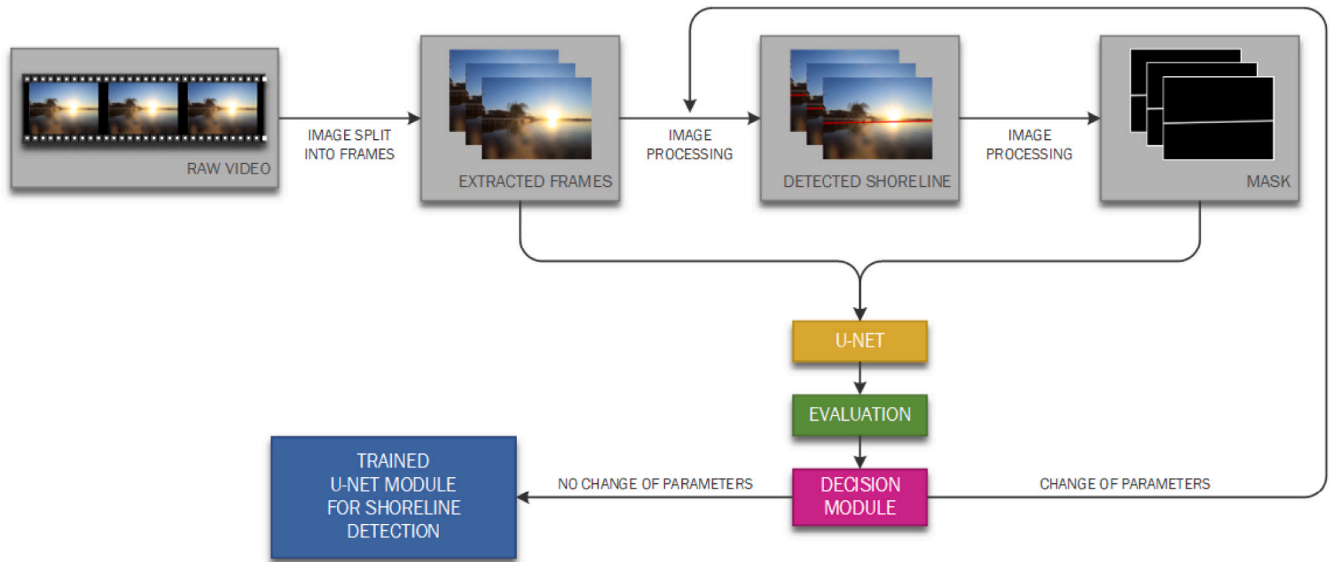 RAW VIDEO
IMAGE SPLIT
INTO FRAMES
EXTRACTED FRAMES
IMAGE
PROCESSING
DETECTED SHORELINE
IMAGE
PROCESSING
MASK
U-NET
EVALUATION
DECISION
MODULE
NO CHANGE OF PARAMETERS
CHANGE OF PARAMETERS
TRAINED
U-NET MODULE
FOR SHORELINE
DETECTION